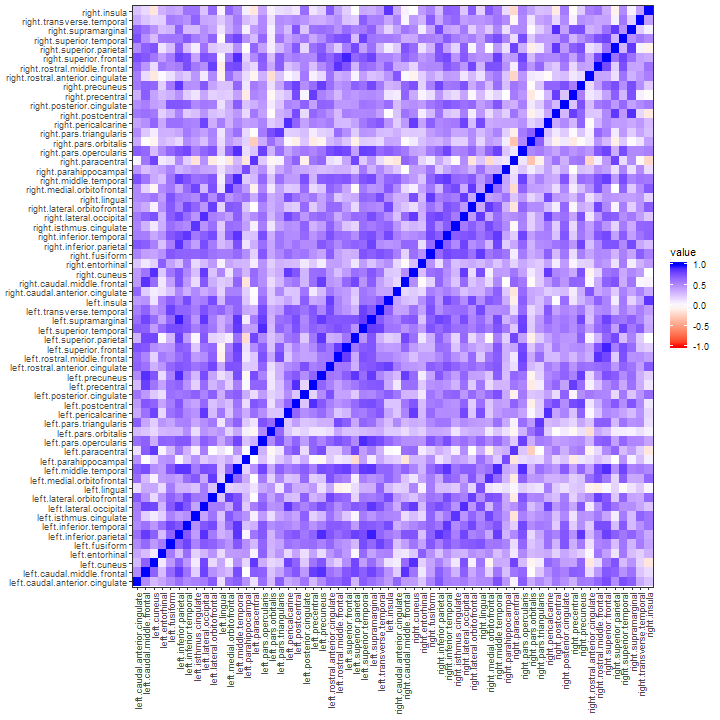 right.insula
right.transverse.temporal
right.supramarginal
right.superior.temporal
right.superior.parietal
right.superior.frontal
right.rostral.middle.frontal
right.rostral.anterior.cingulate
right.precuneus
right.precentral
right.posterior.cingulate
right.postcentral
right.pericalcarine
right.pars.triangularis
right.pars.orbitalis
right.pars.opercularis
right.paracentral
right.parahippocampal
right.middle.temporal
right.medial.orbitofrontal
right.lingual
right.lateral.orbitofrontal
right.lateral.occipital
right.isthmus.cingulate
right.inferior.temporal
right.inferior.parietal
right.fusiform
right.entorhinal
right.cuneus
right.caudal.middle.frontal
right.caudal.anterior.cingulate
left.insula
left.transverse.temporal
left.supramarginal
left.superior.temporal
left.superior.parietal
left.superior.frontal
left.rostral.middle.frontal
left.rostral.anterior.cingulate
left.precuneus
left.precentral
left.posterior.cingulate
left.postcentral
left.pericalcarine
left.pars.triangularis
left.pars.orbitalis
left.pars.opercularis
left.paracentral
left.parahippocampal
left.middle.temporal
left.medial.orbitofrontal
left.lingual
left.lateral.orbitofrontal
left.lateral.occipital
left.isthmus.cingulate
left.inferior.temporal
left.inferior.parietal
left.fusiform
left.entorhinal
left.cuneus
left.caudal.middle.frontal
left.caudal.anterior.cingulate
value
1.0
0.5
0.0
-0.5
-1.0
left.caudal.anterior.cingulate
left.caudal.middle.frontal
left.cuneus
left.entorhinal
left.fusiform
left.inferior.parietal
left.inferior.temporal
left.isthmus.cingulate
left.lateral.occipital
left.lateral.orbitofrontal
left.lingual
left.medial.orbitofrontal
left.middle.temporal
left.parahippocampal
left.paracentral
left.pars.opercularis
left.pars.orbitalis
left.pars.triangularis
left.pericalcarine
left.postcentral
left.posterior.cingulate
left.precentral
left.precuneus
left.rostral.anterior.cingulate
left.rostral.middle.frontal
left.superior.frontal
left.superior.parietal
left.superior.temporal
left.supramarginal
left.transverse.temporal
left.insula
right.caudal.anterior.cingulate
right.caudal.middle.frontal
right.cuneus
right.entorhinal
right.fusiform
right.inferior.parietal
right.inferior.temporal
right.isthmus.cingulate
right.lateral.occipital
right.lateral.orbitofrontal
right.lingual
right.medial.orbitofrontal
right.middle.temporal
right.parahippocampal
right.paracentral
right.pars.opercularis
right.pars.orbitalis
right.pars.triangularis
right.pericalcarine
right.postcentral
right.posterior.cingulate
right.precentral
right.precuneus
right.rostral.anterior.cingulate
right.rostral.middle.frontal
right.superior.frontal
right.superior.parietal
right.superior.temporal
right.supramarginal
right.transverse.temporal
right.insula